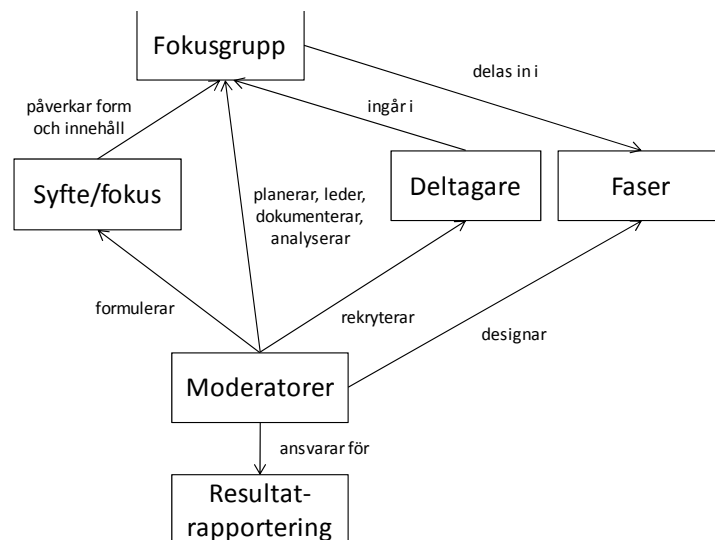 Fokusgrupp
delas in i
påverkar form
och innehåll
ingår i
Syfte/fokus
planerar, leder,
dokumenterar,
analyserar
Deltagare
Faser
formulerar
rekryterar
designar
Moderatorer
ansvarar för
Resultat-
rapportering